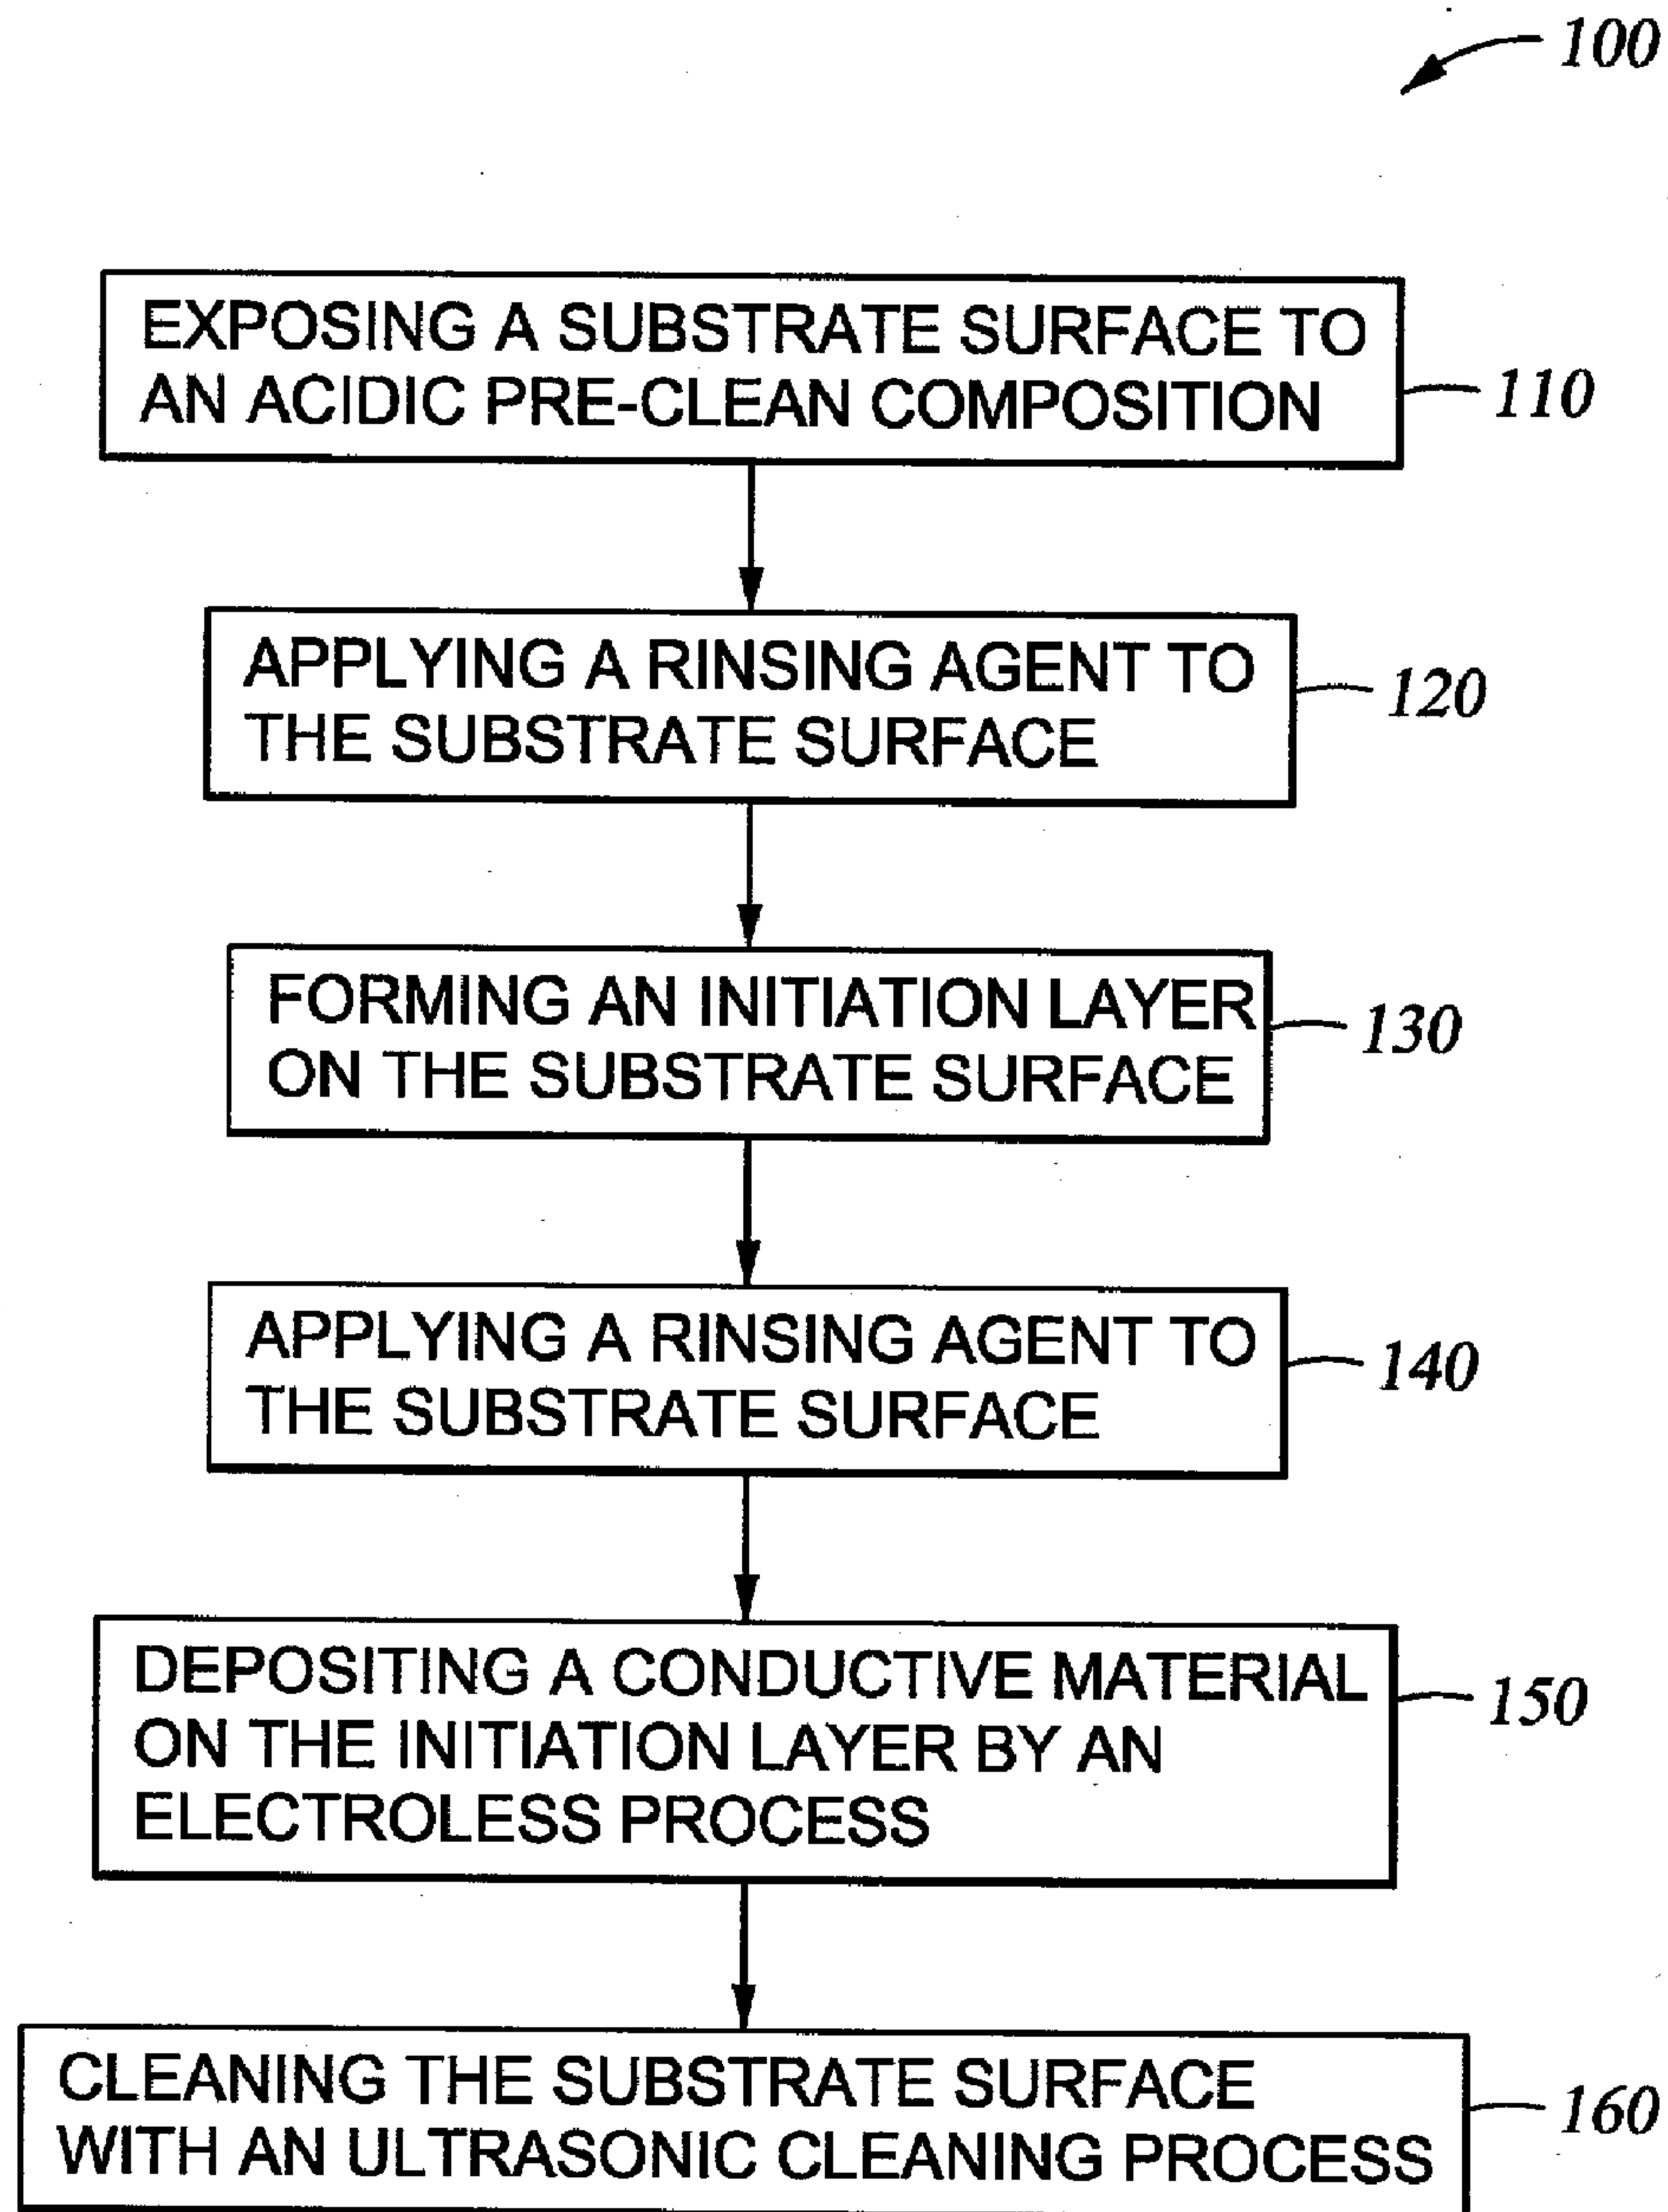 100
EXPOSING A SUBSTRATE SURFACE TO
AN ACIDIC PRE-CLEAN COMPOSITION
110
APPLYING A RINSING AGENT TO
THE SUBSTRATE SURFACE
120
FORMING AN INITIATION LAYER
ON THE SUBSTRATE SURFACE
130
APPLYING A RINSING AGENT TO
THE SUBSTRATE SURFACE
140
DEPOSITING A CONDUCTIVE MATERIAL
ON THE INITIATION LAYER BY AN
ELECTROLESS PROCESS
150
CLEANING THE SUBSTRATE SURFACE
WITH AN ULTRASONIC CLEANING PROCESS
160